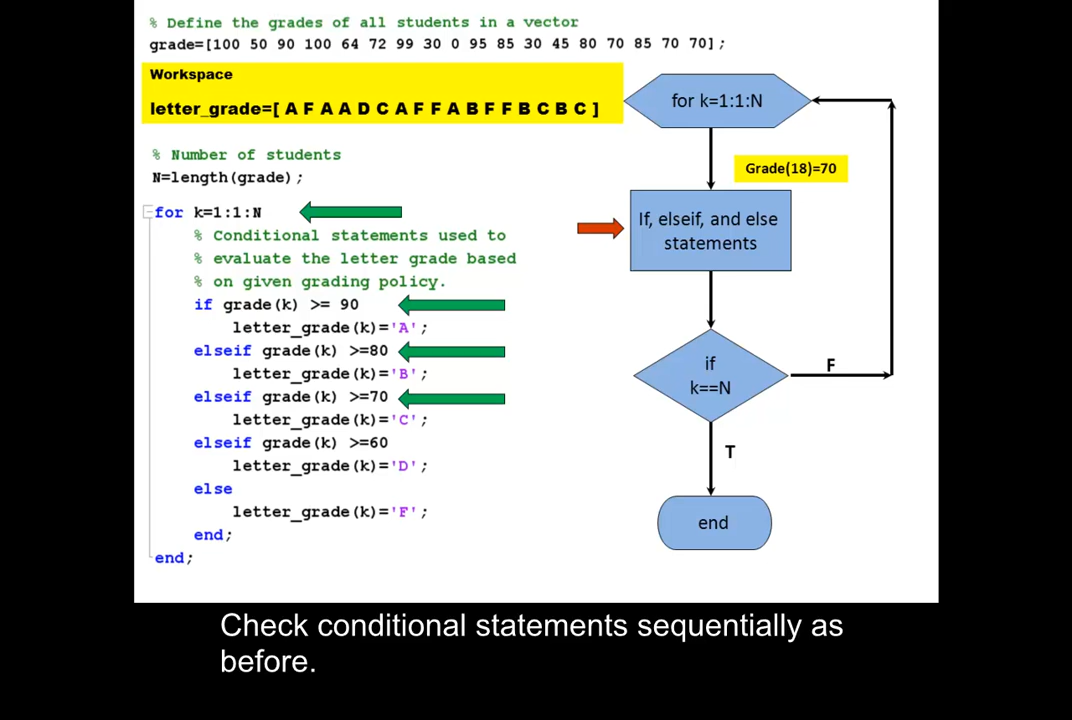 % Define the grades of all students in a vector
grade=[100 50 90 100 64 72 99 30 0 95 85 30 45 80 70 85 70 70];
Workspace
letter_grade=[ A F A A D C A F F A B F F B C B C ]
% Number of students
N=length(grade);
for k=1:1:N
% Conditional statements used to
% evaluate the letter grade based
% on given grading policy.
if grade(k) >= 90
letter_grade(k)='A';
elseif grade(k) >=80
letter_grade(k)='B';
elseif grade(k) >=70
letter_grade(k)='C';
elseif grade(k) >=60
letter_grade(k)='D';
else
letter_grade(k)='F';
end;
end;
for k=1:1:N
Grade(18)=70
If, elseif, and else
statements
if
k==N
F
T
end
Check conditional statements sequentially as
before.